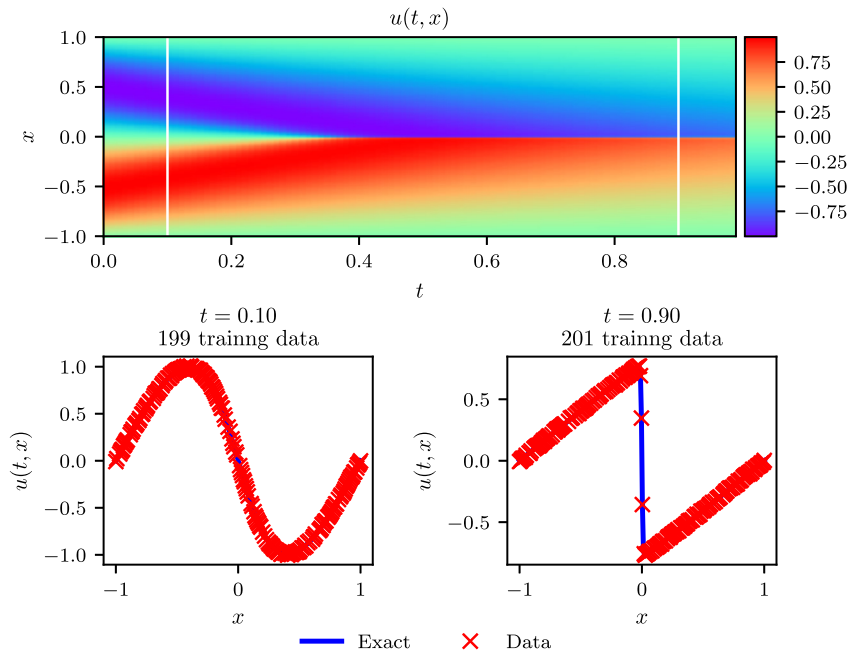 u(t, x)
1.0
0.5
0.0
−0.5
−1.0
x
0.0
0.2
0.4
0.6
0.8
t
0.75
0.50
0.25
0.00
−0.25
−0.50
−0.75
t = 0.10
199 trainng data
1.0
0.5
0.0
−0.5
−1.0
u(t, x)
−1
0
1
x
t = 0.90
201 trainng data
0.5
0.0
−0.5
u(t, x)
−1
0
1
x
Exact
Data